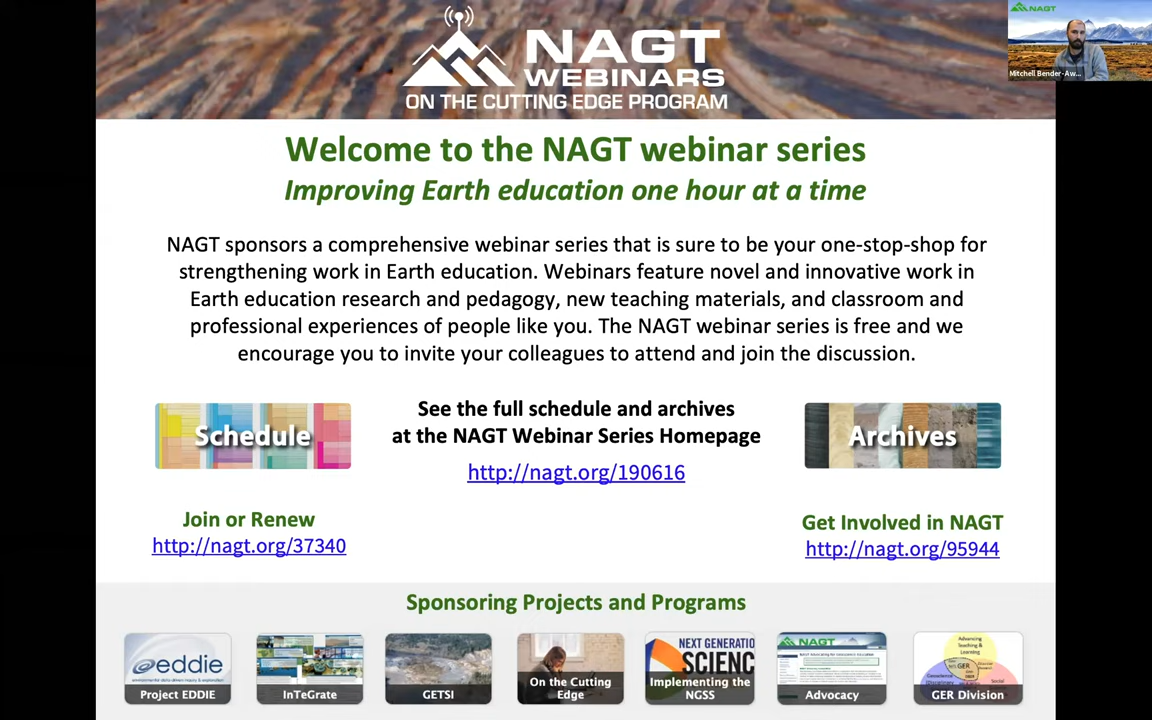 NAGT
WEBINARS
ON THE CUTTING EDGE PROGRAM
NAGT
Mitchell Bender-Aw...
Welcome to the NAGT webinar series
Improving Earth education one hour at a time
NAGT sponsors a comprehensive webinar series that is sure to be your one-stop-shop for
strengthening work in Earth education. Webinars feature novel and innovative work in
Earth education research and pedagogy, new teaching materials, and classroom and
professional experiences of people like you. The NAGT webinar series is free and we
encourage you to invite your colleagues to attend and join the discussion.
Schedule
See the full schedule and archives
at the NAGT Webinar Series Homepage
http://nagt.org/190616
Archives
Join or Renew
http://nagt.org/37340
Get Involved in NAGT
http://nagt.org/95944
Sponsoring Projects and Programs
eddie
Project EDDIE
InTeGrate
GETSI
On the Cutting
Edge
NEXT GENERATIO
SCIENC
Implementing the
NGSS
NAGT
Advocacy
Advancing
Teaching &
Learning
GER
GER Division